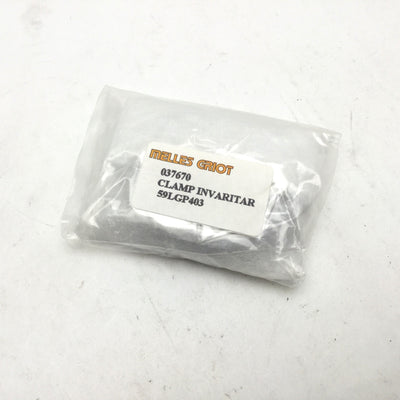 MELLES GRIOT
037670
CLAMP INVARITAR
59LGP403